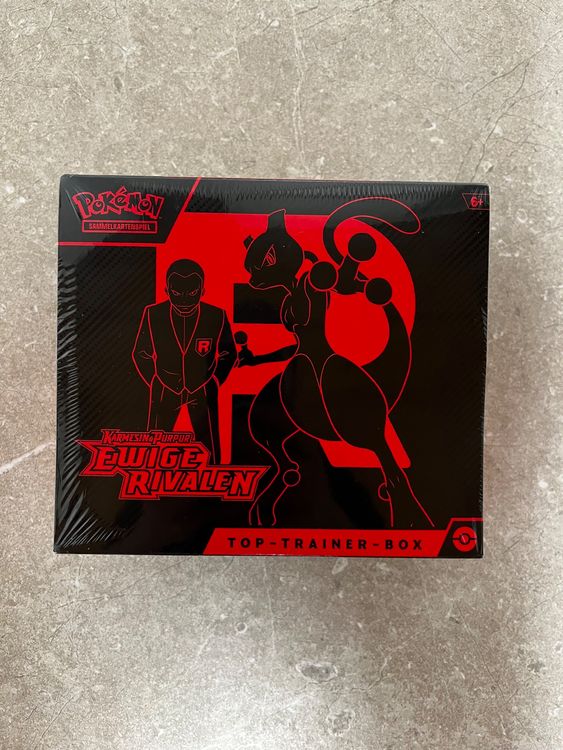 POKÉMON
SAMMELKARTENSPIEL
6+
R
KARMESIN & PURPUR
EWIGE
RIVALEN
TOP-TRAINER-BOX